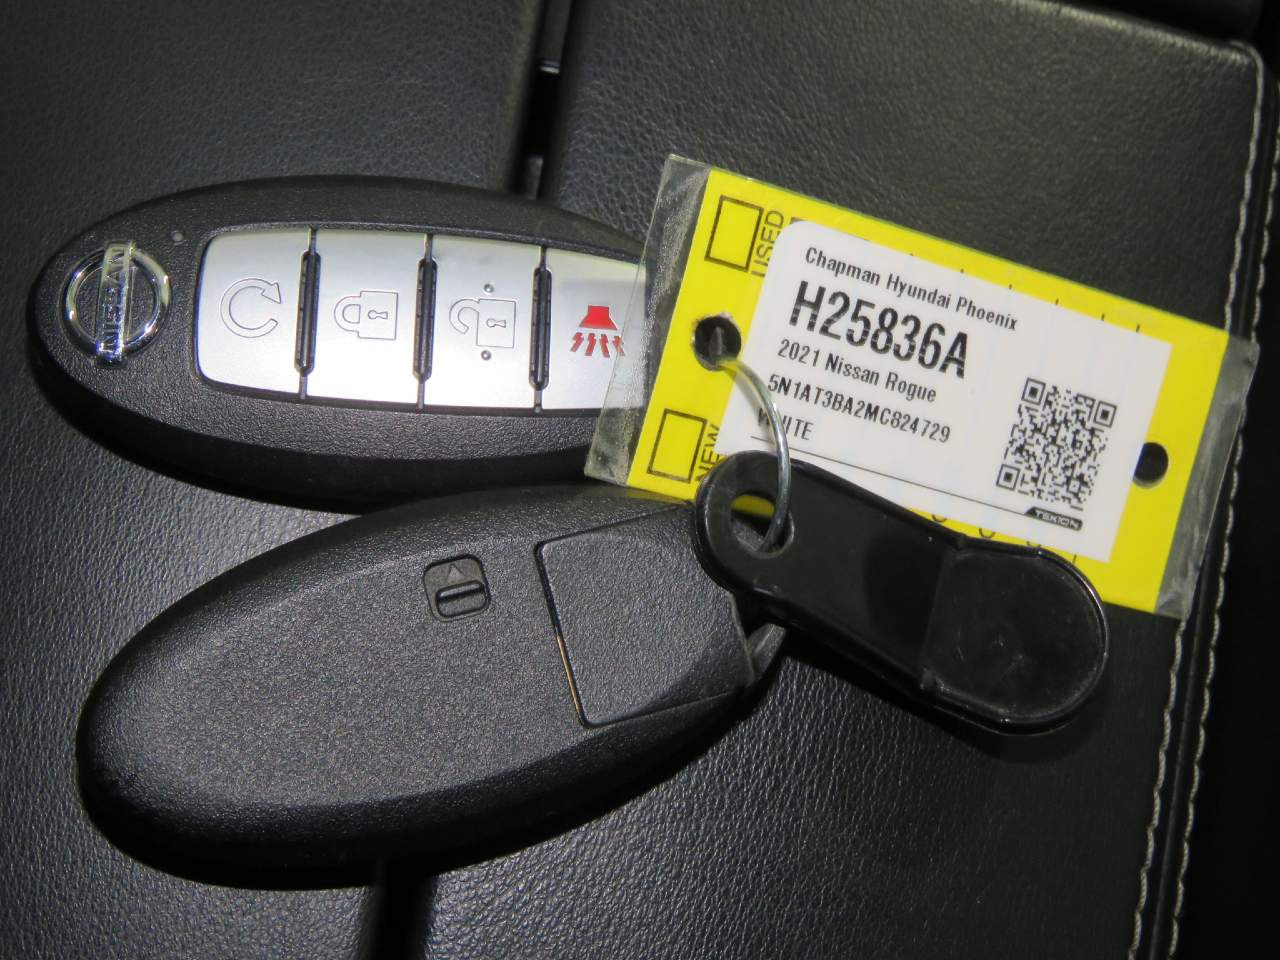 NISSAN
USED
NEW
Chapman Hyundai Phoenix
H25836A
2021 Nissan Rogue
5N1AT3BA2MC824729
WHITE
TEKION